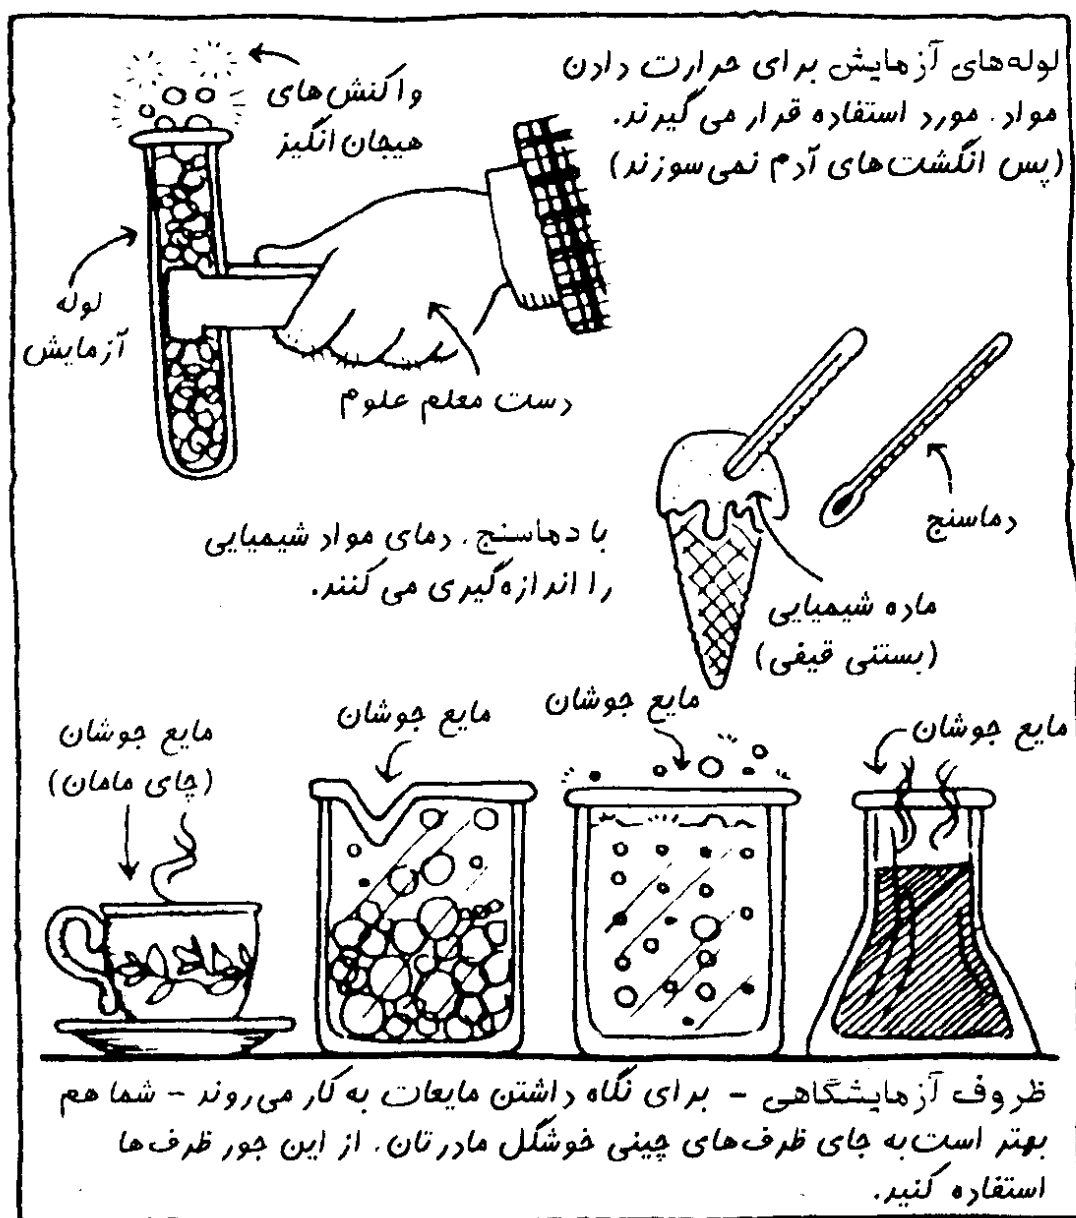 لوله‌های آزمایش برای حرارت دادن
مواد، مورد استفاده قرار می‌گیرند.
(پس انگشت‌های آدم نمی‌سوزند)
واکنش‌های
هیجان انگیز
لوله
آزمایش
دست معلم علوم
دماسنج
با دماسنج، دمای مواد شیمیایی
را اندازه‌گیری می‌کنند.
ماده شیمیایی
(بستنی قیفی)
مایع جوشان
مایع جوشان
مایع جوشان
مایع جوشان
(چای مامان)
ظروف آزمایشگاهی - برای نگاه داشتن مایعات به کار می‌روند - شما هم
بهتر است به جای ظرف‌های چینی خوشگل مادرتان، از این جور ظرف‌ها
استفاده کنید.